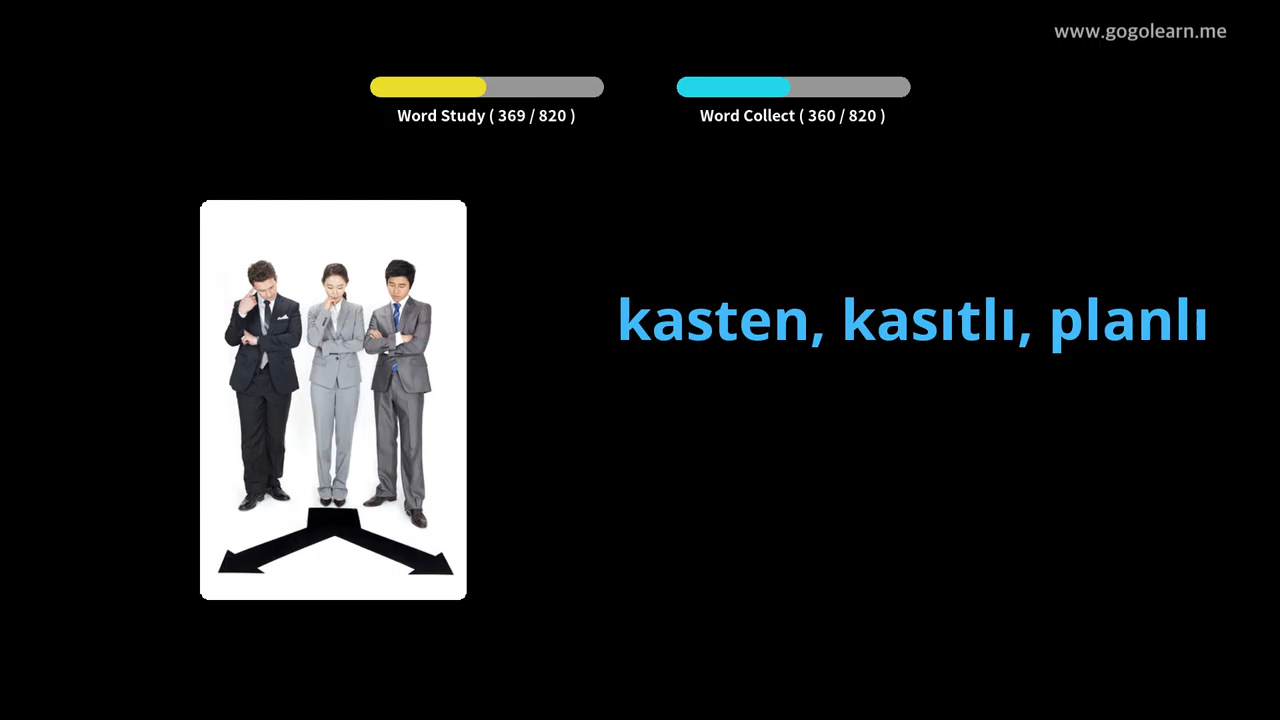 www.gogolearn.me
Word Study ( 369 / 820 )
Word Collect ( 360 / 820 )
kasten, kasıtlı, planlı